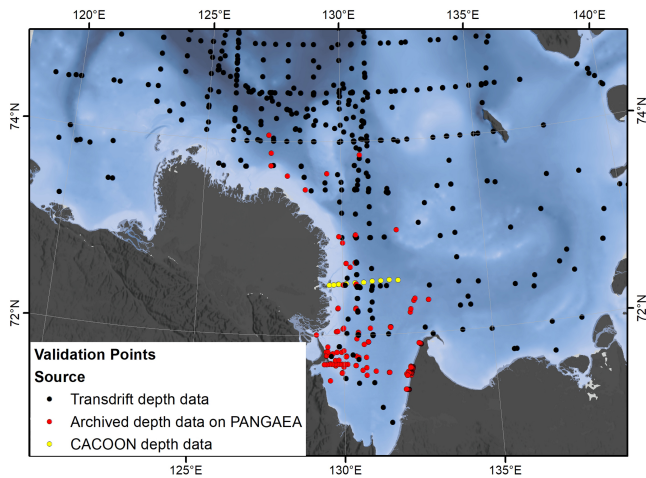 120°E 125°E 130°E 135°E 140°E
74°N 74°N
72°N 72°N
Validation Points
Source
Transdrift depth data
Archived depth data on PANGAEA
CACOON depth data
125°E 130°E 135°E